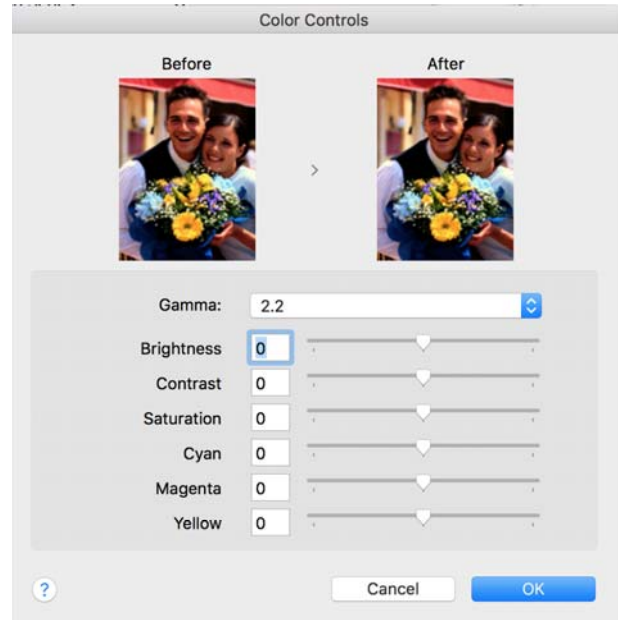 Color Controls
Before After
>
Gamma: 2.2
Brightness 0
Contrast 0
Saturation 0
Cyan 0
Magenta 0
Yellow 0
? Cancel OK